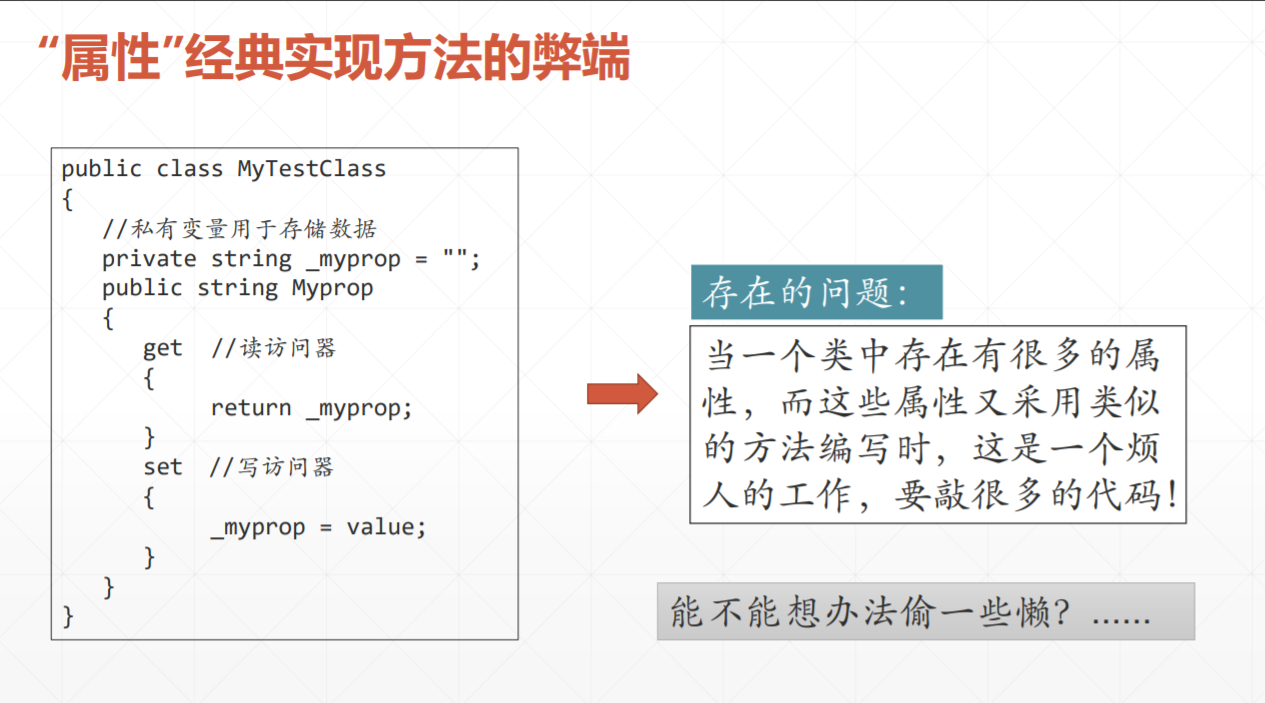 “属性”经典实现方法的弊端
public class MyTestClass
{
//私有变量用于存储数据
private string _myprop = "";
public string Myprop
{
get //读访问器
{
return _myprop;
}
set //写访问器
{
_myprop = value;
}
}
}
存在的问题：
当一个类中存在有很多的属
性，而这些属性又采用类似
的方法编写时，这是一个烦
人的工作，要敲很多的代码！
能不能想办法偷一些懒？……